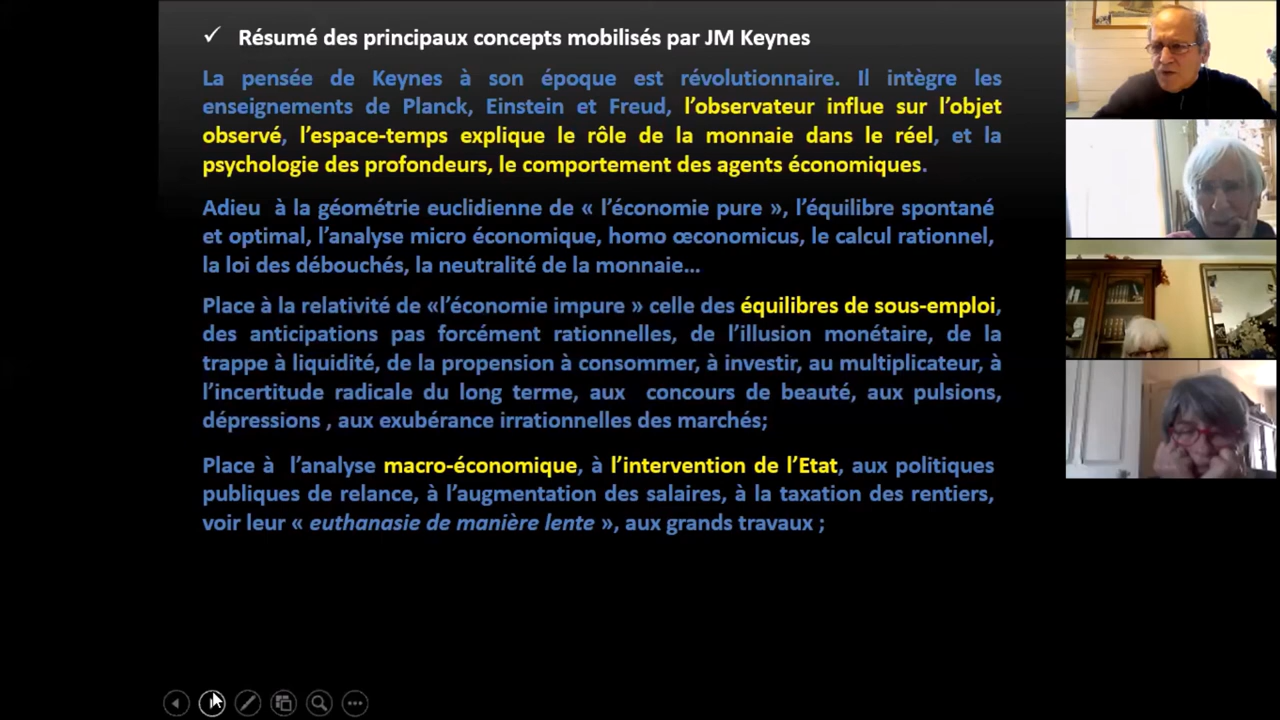 ✓ Résumé des principaux concepts mobilisés par JM Keynes
La pensée de Keynes à son époque est révolutionnaire. Il intègre les
enseignements de Planck, Einstein et Freud, l’observateur influe sur l’objet
observé, l’espace-temps explique le rôle de la monnaie dans le réel, et la
psychologie des profondeurs, le comportement des agents économiques.
Adieu à la géométrie euclidienne de « l’économie pure », l’équilibre spontané
et optimal, l’analyse micro économique, homo œconomicus, le calcul rationnel,
la loi des débouchés, la neutralité de la monnaie…
Place à la relativité de «l’économie impure » celle des équilibres de sous-emploi,
des anticipations pas forcément rationnelles, de l’illusion monétaire, de la
trappe à liquidité, de la propension à consommer, à investir, au multiplicateur, à
l’incertitude radicale du long terme, aux concours de beauté, aux pulsions,
dépressions , aux exubérance irrationnelles des marchés;
Place à l’analyse macro-économique, à l’intervention de l’Etat, aux politiques
publiques de relance, à l’augmentation des salaires, à la taxation des rentiers,
voir leur « euthanasie de manière lente », aux grands travaux ;